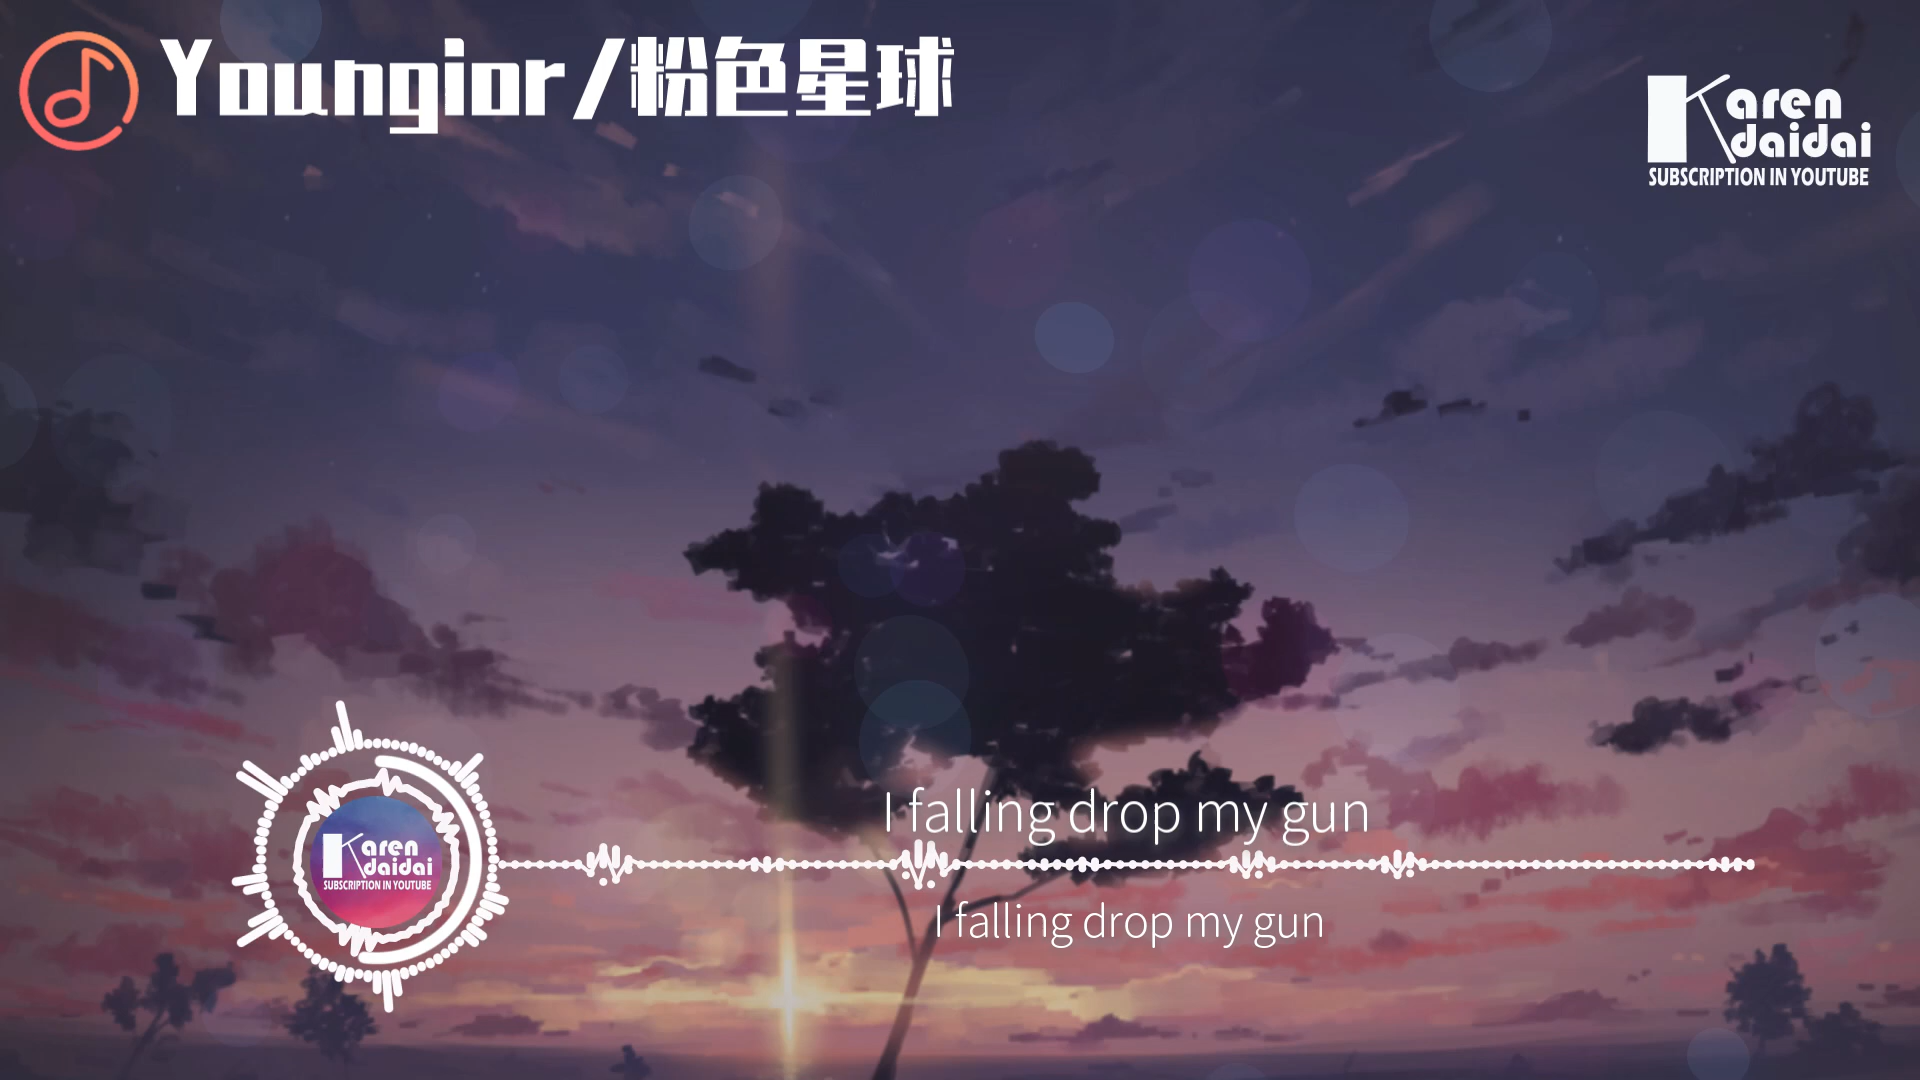 Youngior/粉色星球
Karen
daidai
SUBSCRIPTION IN YOUTUBE
I falling drop my gun
Karen
daidai
SUBSCRIPTION IN YOUTUBE
I falling drop my gun